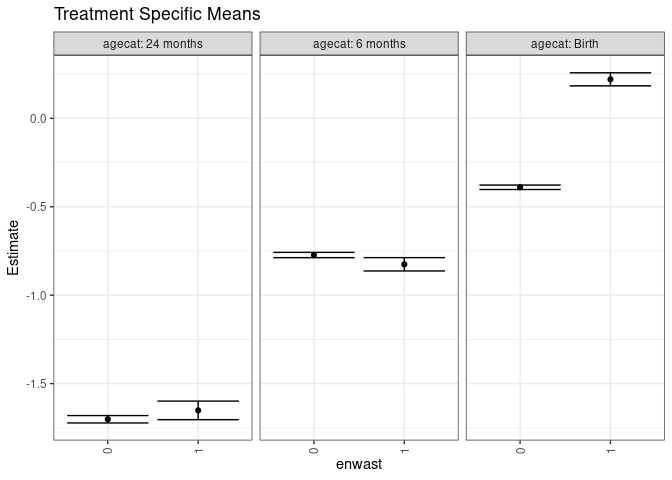 Treatment Specific Means
agecat: 24 months
agecat: 6 months
agecat: Birth
Estimate
0.0
-0.5
-1.0
-1.5
0
1
0
1
0
1
enwast